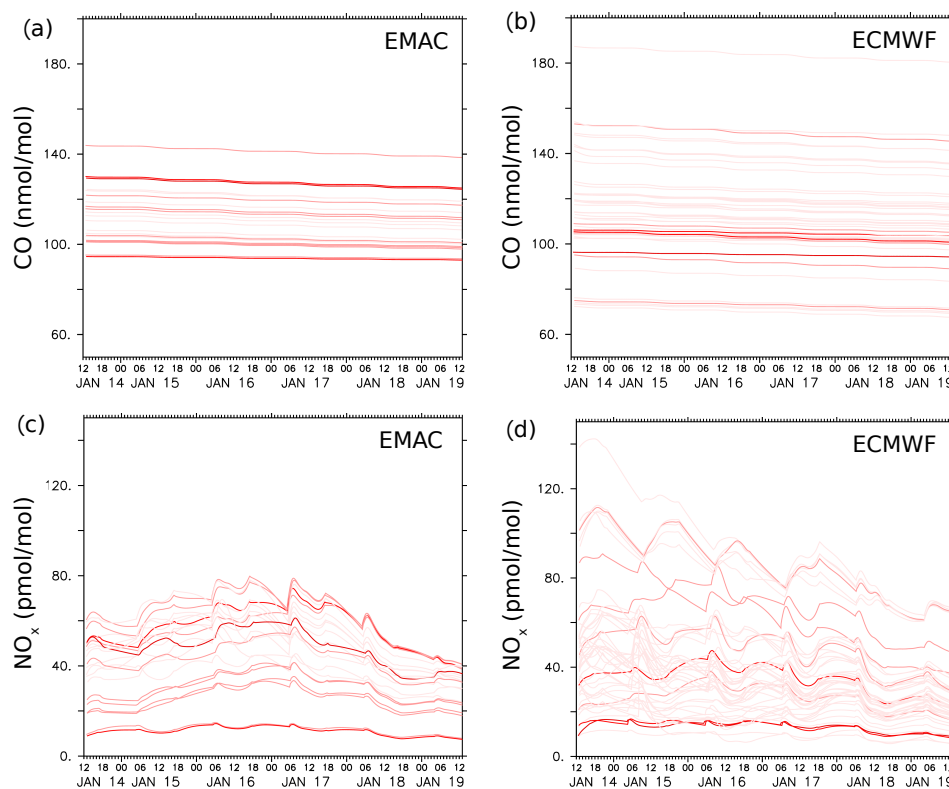 (a)
EMAC
CO (nmol/mol)
180.
140.
100.
60.
12 18 00 06 12 18 00 06 12 18 00 06 12 18 00 06 12 18 00 06 12
JAN 14 JAN 15 JAN 16 JAN 17 JAN 18 JAN 19
(b)
ECMWF
CO (nmol/mol)
180.
140.
100.
60.
12 18 00 06 12 18 00 06 12 18 00 06 12 18 00 06 12 18 00 06 1
JAN 14 JAN 15 JAN 16 JAN 17 JAN 18 JAN 19
(c)
EMAC
NOx (pmol/mol)
120.
80.
40.
0.
12 18 00 06 12 18 00 06 12 18 00 06 12 18 00 06 12 18 00 06 12
JAN 14 JAN 15 JAN 16 JAN 17 JAN 18 JAN 19
(d)
ECMWF
NOx (pmol/mol)
120.
80.
40.
0.
12 18 00 06 12 18 00 06 12 18 00 06 12 18 00 06 12 18 00 06 1
JAN 14 JAN 15 JAN 16 JAN 17 JAN 18 JAN 19